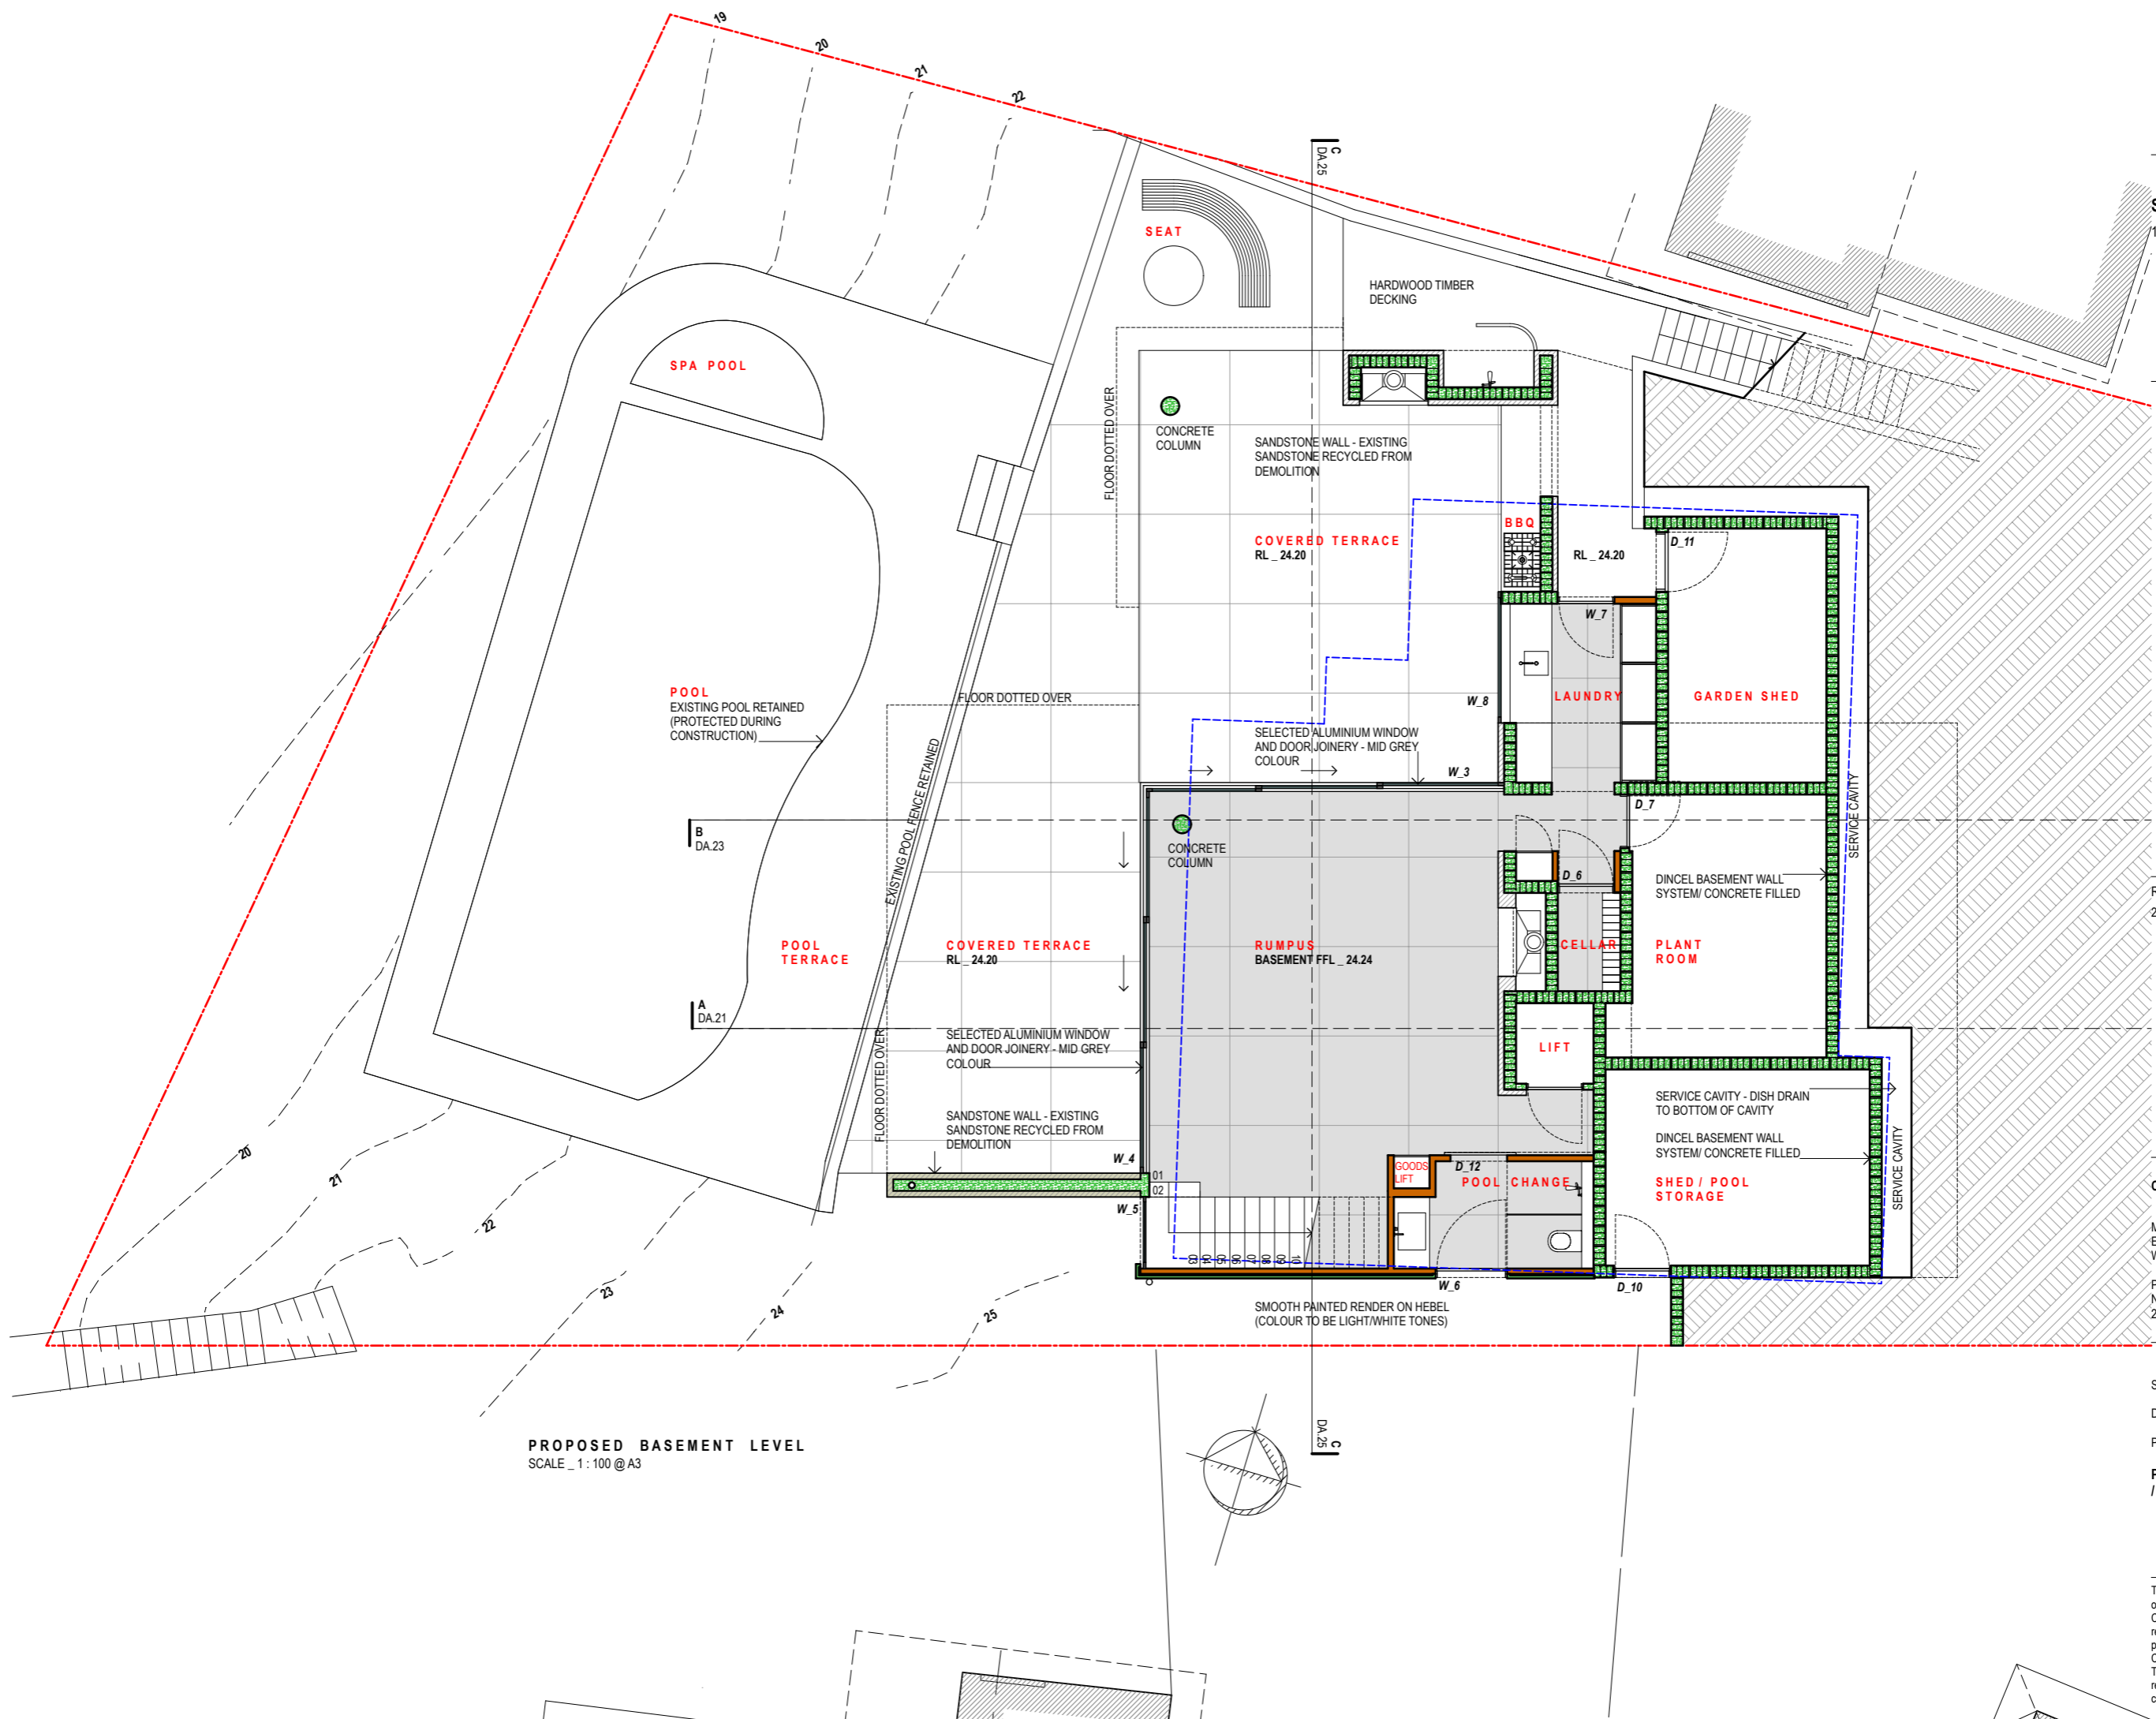 19
20
21
22
C
DA.25
SEAT
HARDWOOD TIMBER
DECKING
SPA POOL
FLOOR DOTTED OVER
CONCRETE
COLUMN
SANDSTONE WALL - EXISTING
SANDSTONE RECYCLED FROM
DEMOLITION
BBQ
COVERED TERRACE
RL _ 24.20
RL _ 24.20
D_11
W_7
POOL
EXISTING POOL RETAINED
(PROTECTED DURING
CONSTRUCTION)
FLOOR DOTTED OVER
W_8
LAUNDRY
GARDEN SHED
SELECTED ALUMINIUM WINDOW
AND DOOR JOINERY - MID GREY
COLOUR
W_3
EXISTING POOL FENCE RETAINED
D_7
SERVICE CAVITY
B
DA.23
CONCRETE
COLUMN
D_6
DINCEL BASEMENT WALL
SYSTEM/ CONCRETE FILLED
POOL
TERRACE
COVERED TERRACE
RL _ 24.20
RUMPUS
BASEMENT FFL _ 24.24
CELLAR
PLANT
ROOM
A
DA.21
FLOOR DOTTED OVER
SELECTED ALUMINIUM WINDOW
AND DOOR JOINERY - MID GREY
COLOUR
LIFT
SERVICE CAVITY - DISH DRAIN
TO BOTTOM OF CAVITY
SANDSTONE WALL - EXISTING
SANDSTONE RECYCLED FROM
DEMOLITION
DINCEL BASEMENT WALL
SYSTEM/ CONCRETE FILLED
SERVICE CAVITY
W_4
01
02
GOODS
LIFT
D_12
POOL CHANGE
SHED / POOL
STORAGE
W_5
03
04
05
06
07
08
09
10
W_6
D_10
20
21
22
23
24
25
SMOOTH PAINTED RENDER ON HEBEL
(COLOUR TO BE LIGHT/WHITE TONES)
DA.25
C
PROPOSED BASEMENT LEVEL
SCALE _ 1 : 100 @ A3